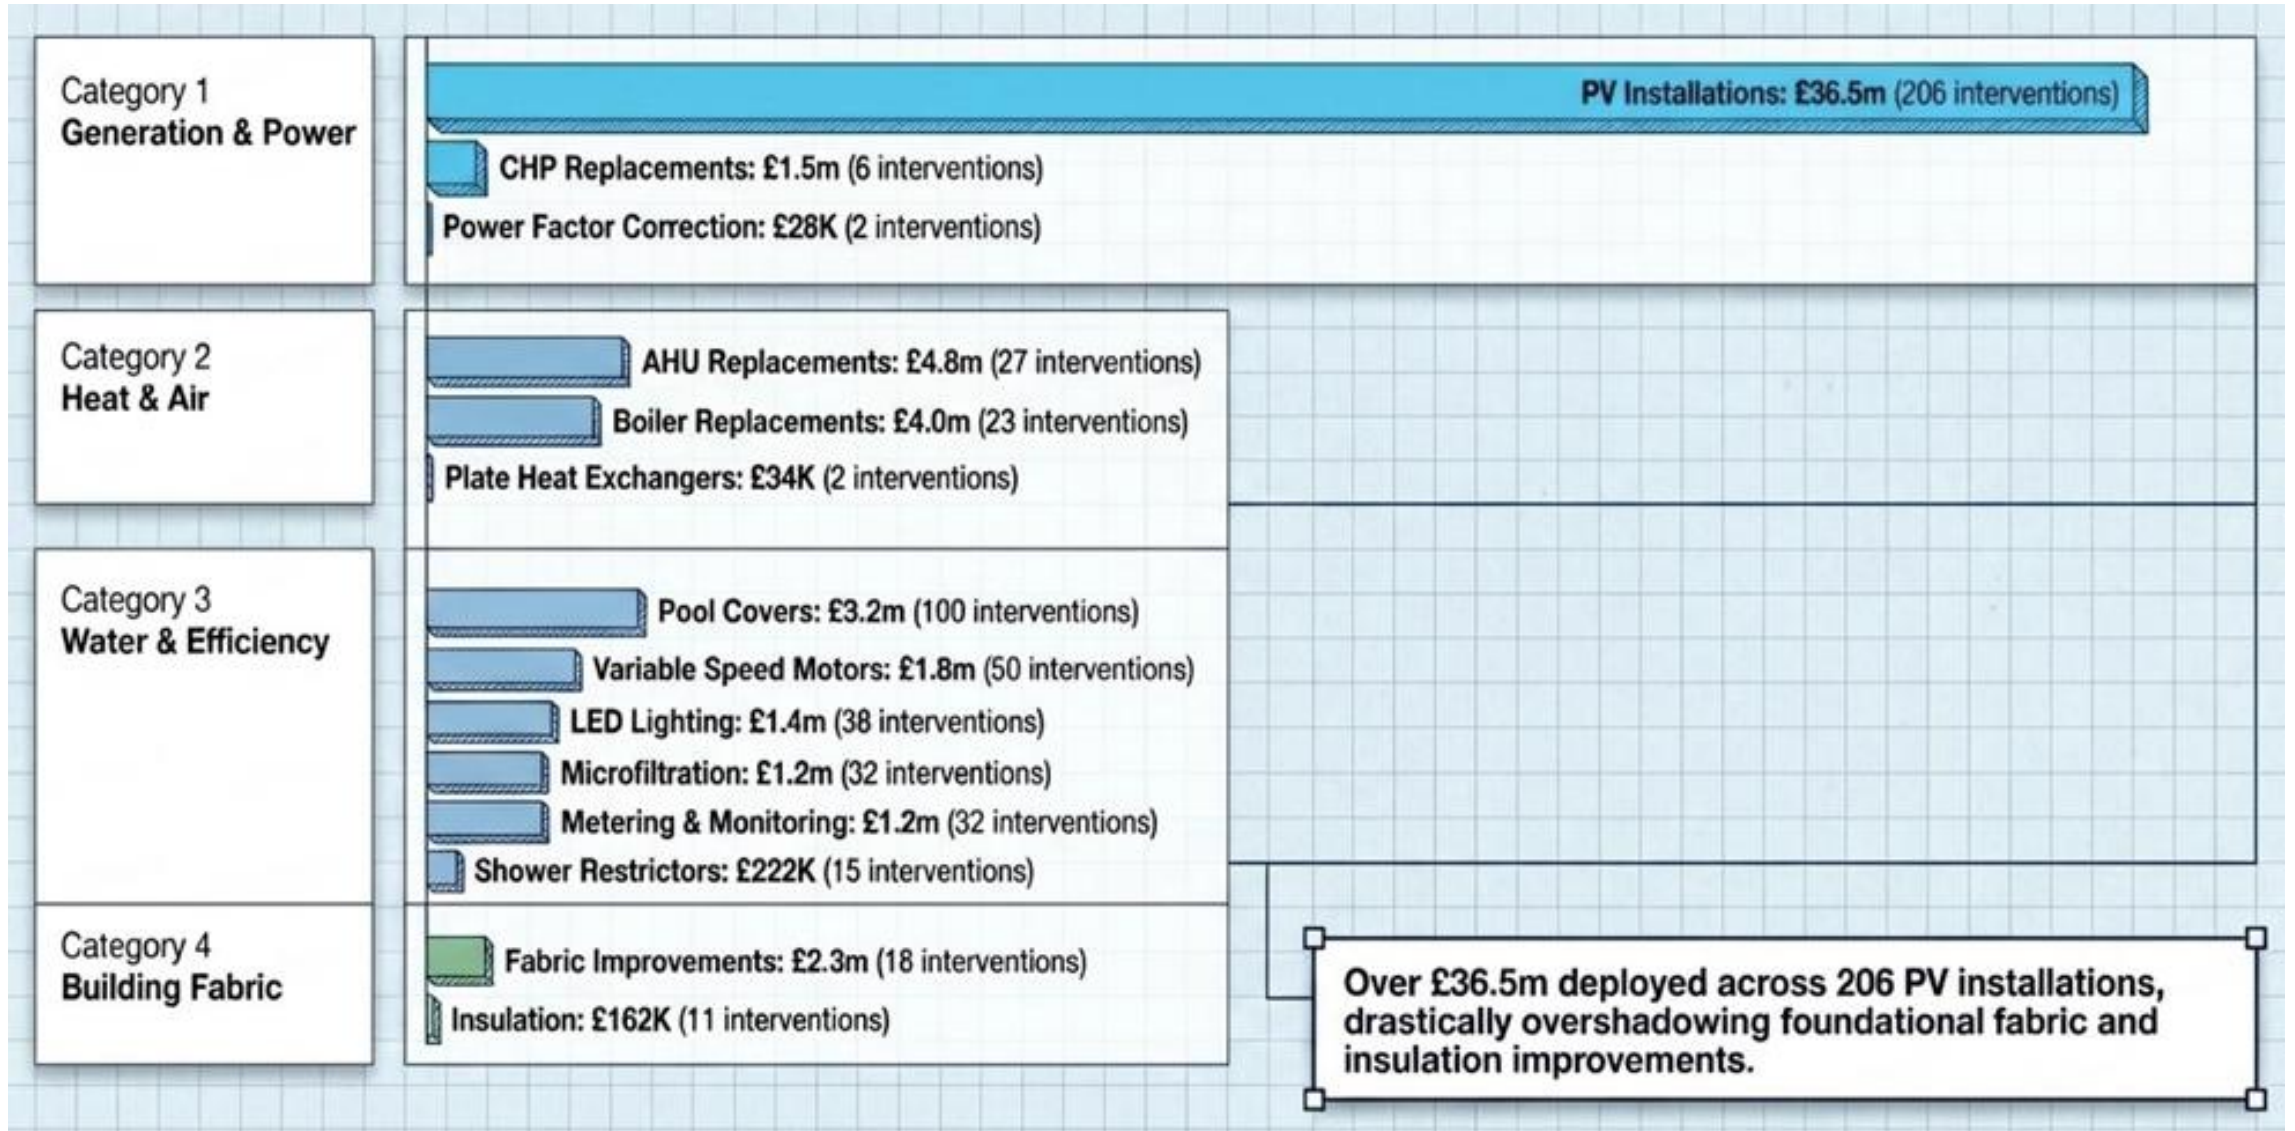 Category 1
Generation & Power
PV Installations: £36.5m (206 interventions)
CHP Replacements: £1.5m (6 interventions)
Power Factor Correction: £28K (2 interventions)
Category 2
Heat & Air
AHU Replacements: £4.8m (27 interventions)
Boiler Replacements: £4.0m (23 interventions)
Plate Heat Exchangers: £34K (2 interventions)
Category 3
Water & Efficiency
Pool Covers: £3.2m (100 interventions)
Variable Speed Motors: £1.8m (50 interventions)
LED Lighting: £1.4m (38 interventions)
Microfiltration: £1.2m (32 interventions)
Metering & Monitoring: £1.2m (32 interventions)
Shower Restrictors: £222K (15 interventions)
Category 4
Building Fabric
Fabric Improvements: £2.3m (18 interventions)
Insulation: £162K (11 interventions)
Over £36.5m deployed across 206 PV installations,
drastically overshadowing foundational fabric and
insulation improvements.